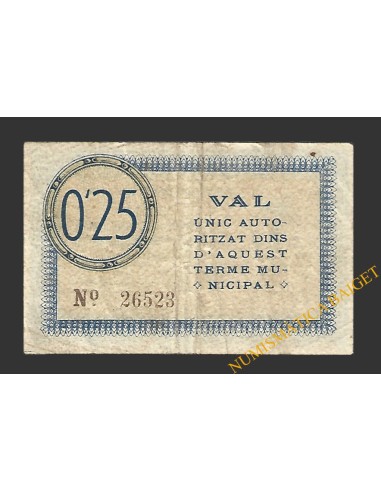 0'25
VAL
ÚNIC AUTO-
RITZAT DINS
D'AQUEST
TERME MU-
NICIPAL
Nº 26523
NUMISMATICA BAIGET